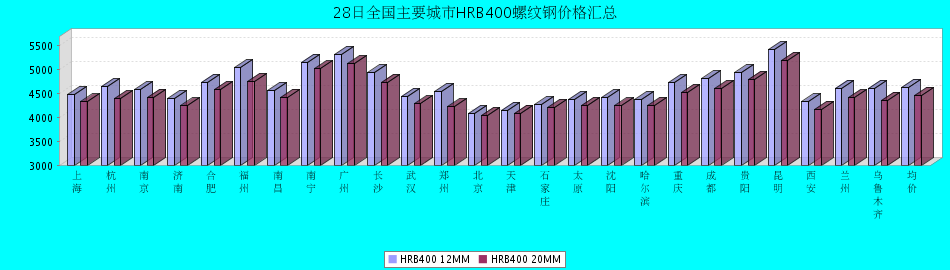 28日全国主要城市HRB400螺纹钢价格汇总
5500
5000
4500
4000
3500
3000
上海
杭州
南京
济南
合肥
福州
南昌
南宁
广州
长沙
武汉
郑州
北京
天津
石家庄
太原
沈阳
哈尔滨
重庆
成都
贵阳
昆明
西安
兰州
乌鲁木齐
均价
HRB400 12MM
HRB400 20MM